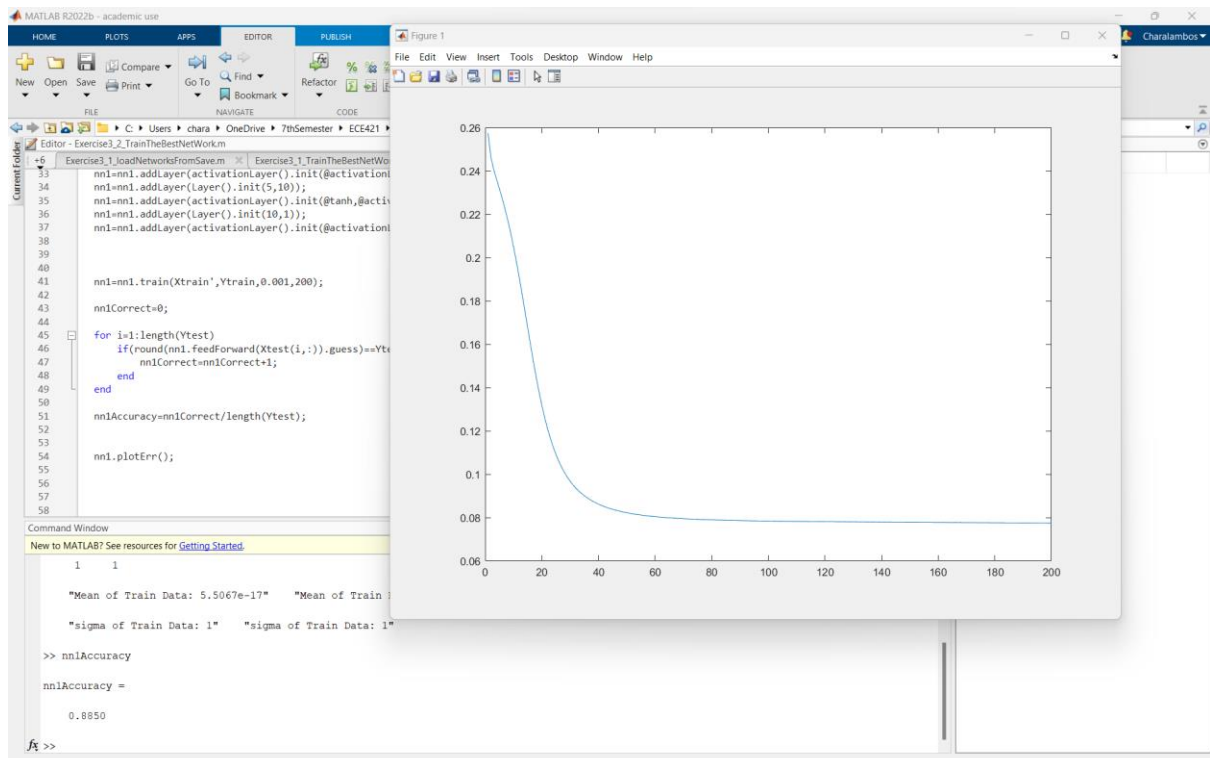 MATLAB R2022b - academic use
HOME PLOTS APPS EDITOR PUBLISH
Charalambos
New Open Save Compare Print Go To Find Bookmark Refactor
FILE NAVIGATE CODE
C: Users chara OneDrive 7thSemester ECE421
Current Folder
Editor - Exercise3_2_TrainTheBestNetWork.m
+6 Exercise3_1_loadNetworksFromSave.m Exercise3_1_TrainTheBestNetWo
33 nn1=nn1.addLayer(activationLayer().init(@activationL
34 nn1=nn1.addLayer(Layer().init(5,10));
35 nn1=nn1.addLayer(activationLayer().init(@tanh,@activ
36 nn1=nn1.addLayer(Layer().init(10,1));
37 nn1=nn1.addLayer(activationLayer().init(@activationL
38
39
40
41 nn1=nn1.train(Xtrain',Ytrain,0.001,200);
42
43 nn1Correct=0;
44
45 for i=1:length(Ytest)
46 if(round(nn1.feedForward(Xtest(i,:)).guess)==Yte
47 nn1Correct=nn1Correct+1;
48 end
49 end
50
51 nn1Accuracy=nn1Correct/length(Ytest);
52
53
54 nn1.plotErr();
55
56
57
58
Command Window
New to MATLAB? See resources for Getting Started.
1 1
"Mean of Train Data: 5.5067e-17" "Mean of Train
"sigma of Train Data: 1" "sigma of Train Data: 1"
>> nn1Accuracy
nn1Accuracy =
0.8850
fx >>
Figure 1
File Edit View Insert Tools Desktop Window Help
0.26
0.24
0.22
0.2
0.18
0.16
0.14
0.12
0.1
0.08
0.06
0 20 40 60 80 100 120 140 160 180 200